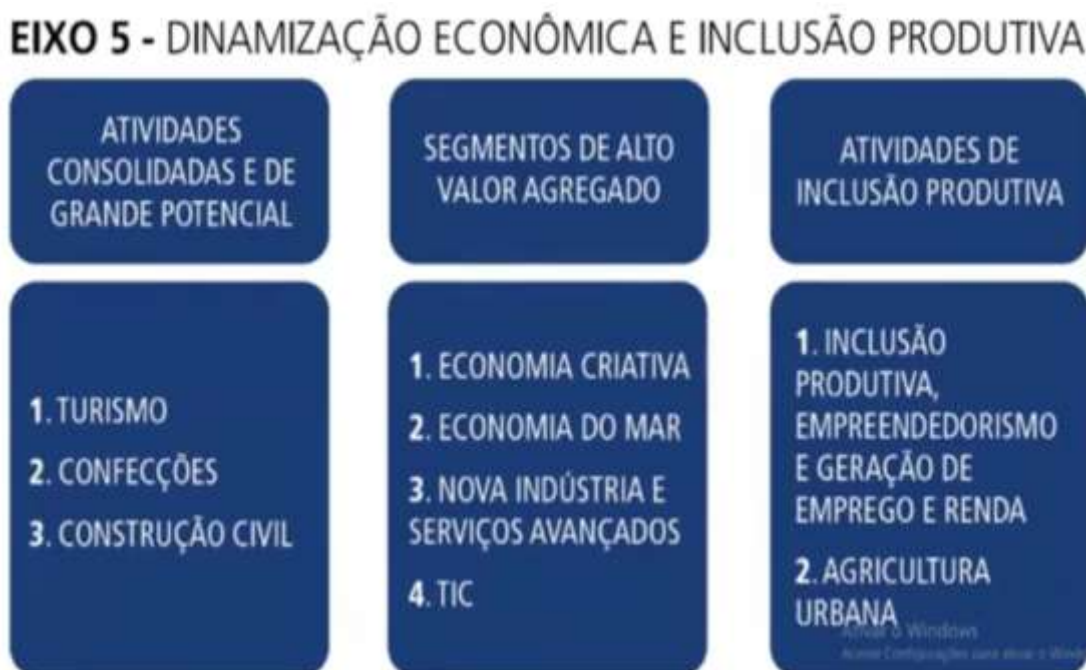 EIXO 5 - DINAMIZAÇÃO ECONÔMICA E INCLUSÃO PRODUTIVA
ATIVIDADES
CONSOLIDADAS E DE
GRANDE POTENCIAL
SEGMENTOS DE ALTO
VALOR AGREGADO
ATIVIDADES DE
INCLUSÃO PRODUTIVA
1. TURISMO
2. CONFECÇÕES
3. CONSTRUÇÃO CIVIL
1. ECONOMIA CRIATIVA
2. ECONOMIA DO MAR
3. NOVA INDÚSTRIA E
SERVIÇOS AVANÇADOS
4. TIC
1. INCLUSÃO
PRODUTIVA,
EMPREENDEDORISMO
E GERAÇÃO DE
EMPREGO E RENDA
2. AGRICULTURA
URBANA
Ativar o Windows